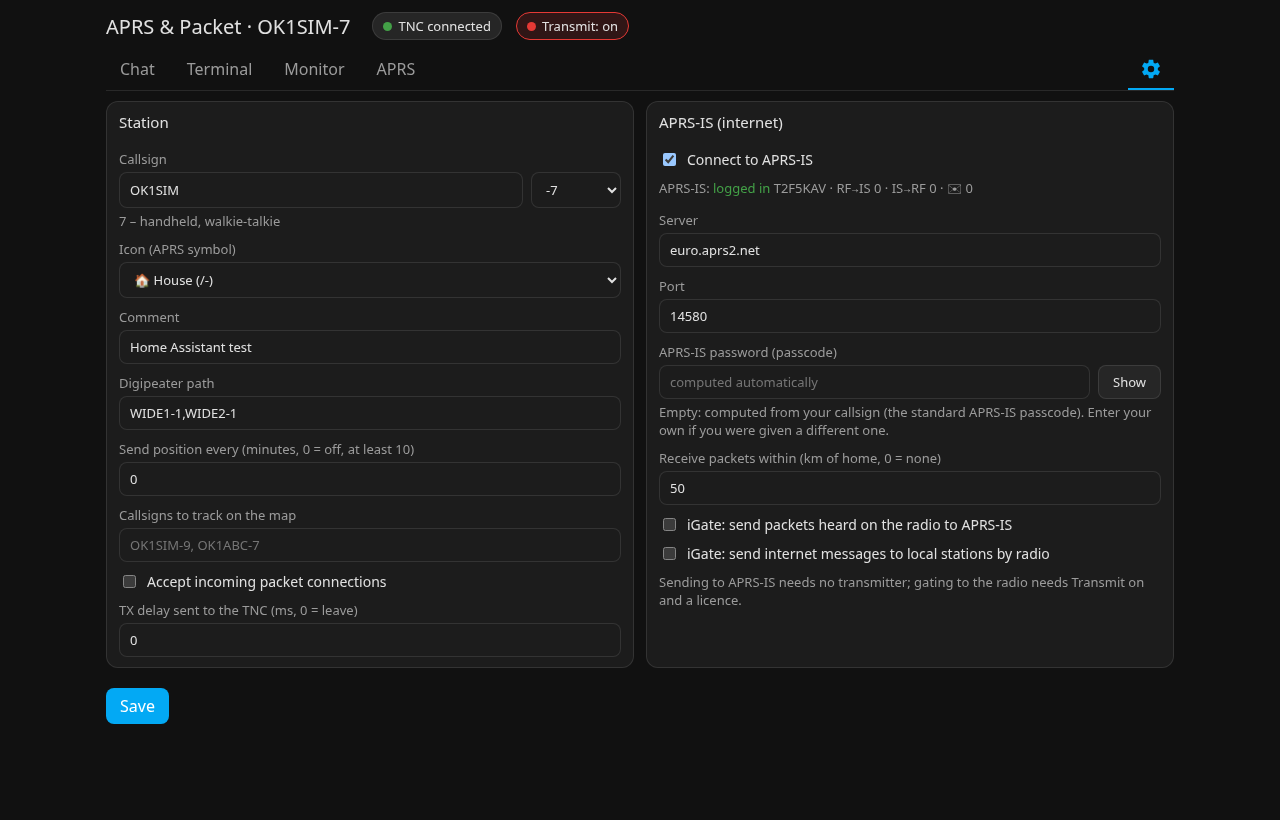 APRS & Packet · OK1SIM-7
TNC connected
Transmit: on
Chat
Terminal
Monitor
APRS
Station
Callsign
OK1SIM
-7
7 – handheld, walkie-talkie
Icon (APRS symbol)
🏠 House (/-)
Comment
Home Assistant test
Digipeater path
WIDE1-1,WIDE2-1
Send position every (minutes, 0 = off, at least 10)
0
Callsigns to track on the map
OK1SIM-9, OK1ABC-7
Accept incoming packet connections
TX delay sent to the TNC (ms, 0 = leave)
0
APRS-IS (internet)
Connect to APRS-IS
APRS-IS: logged in T2F5KAV · RF→IS 0 · IS→RF 0 · ✉ 0
Server
euro.aprs2.net
Port
14580
APRS-IS password (passcode)
computed automatically
Show
Empty: computed from your callsign (the standard APRS-IS passcode). Enter your
own if you were given a different one.
Receive packets within (km of home, 0 = none)
50
iGate: send packets heard on the radio to APRS-IS
iGate: send internet messages to local stations by radio
Sending to APRS-IS needs no transmitter; gating to the radio needs Transmit on
and a licence.
Save